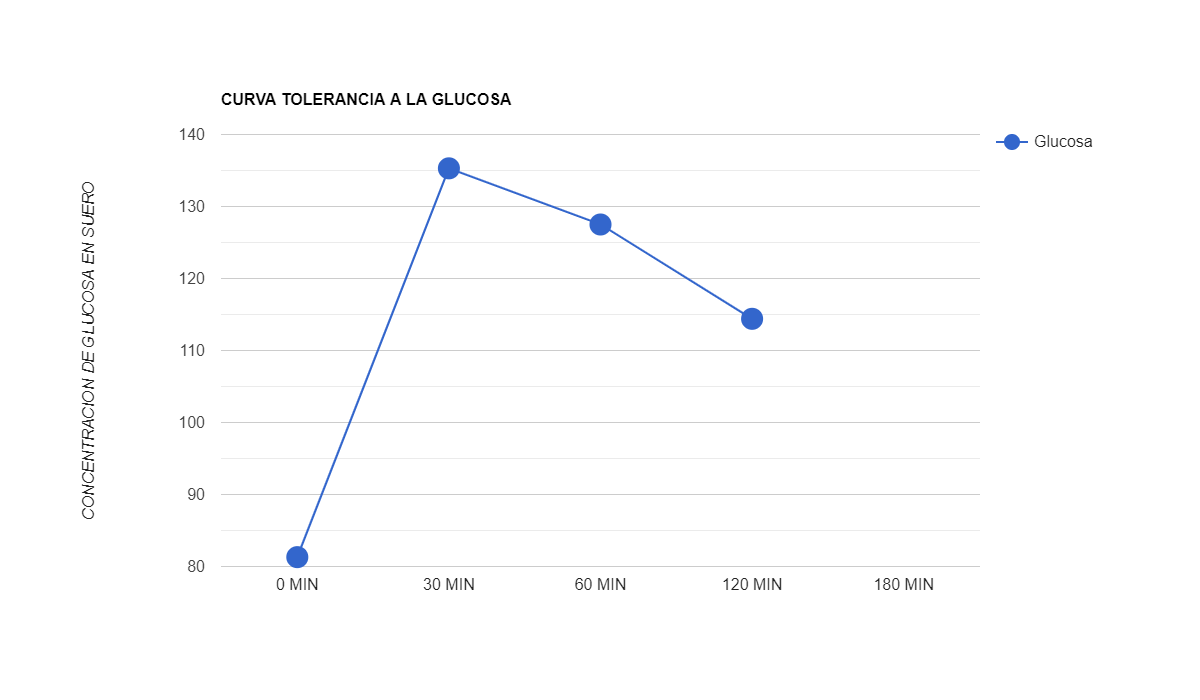 CURVA TOLERANCIA A LA GLUCOSA
Glucosa
CONCENTRACION DE GLUCOSA EN SUERO
140
130
120
110
100
90
80
0 MIN
30 MIN
60 MIN
120 MIN
180 MIN